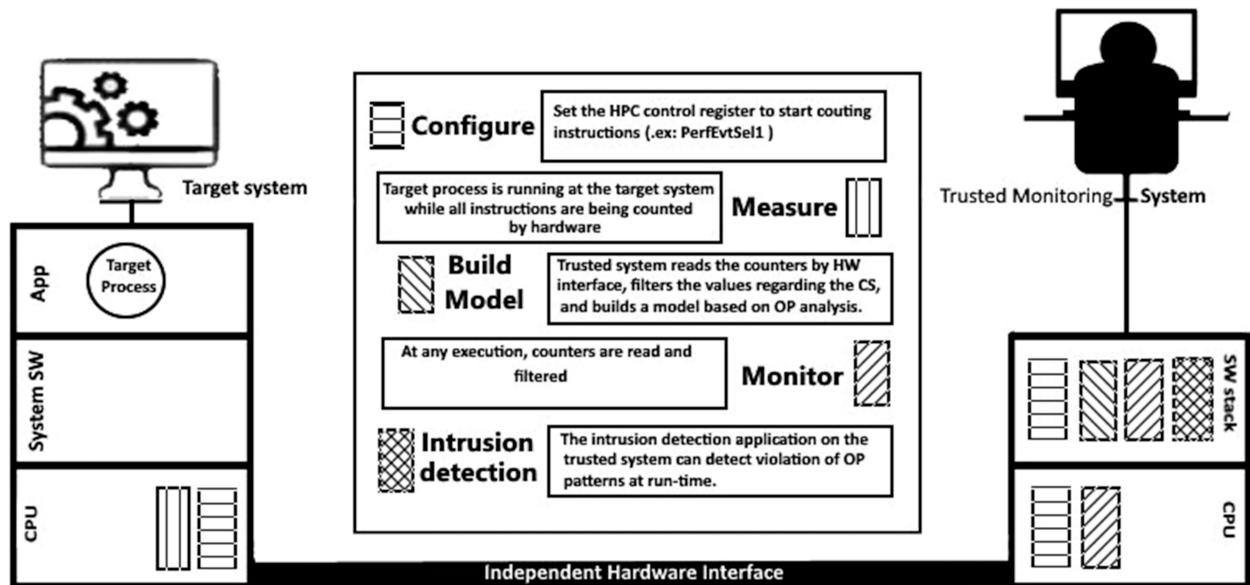 Target system
App
Target
Process
System SW
CPU
Configure
Set the HPC control register to start couting
instructions (.ex: PerfEvtSel1 )
Target process is running at the target system
while all instructions are being counted
by hardware
Measure
Build
Model
Trusted system reads the counters by HW
interface, filters the values regarding the CS,
and builds a model based on OP analysis.
At any execution, counters are read and
filtered
Monitor
Intrusion
detection
The intrusion detection application on the
trusted system can detect violation of OP
patterns at run-time.
Trusted Monitoring System
SW stack
CPU
Independent Hardware Interface